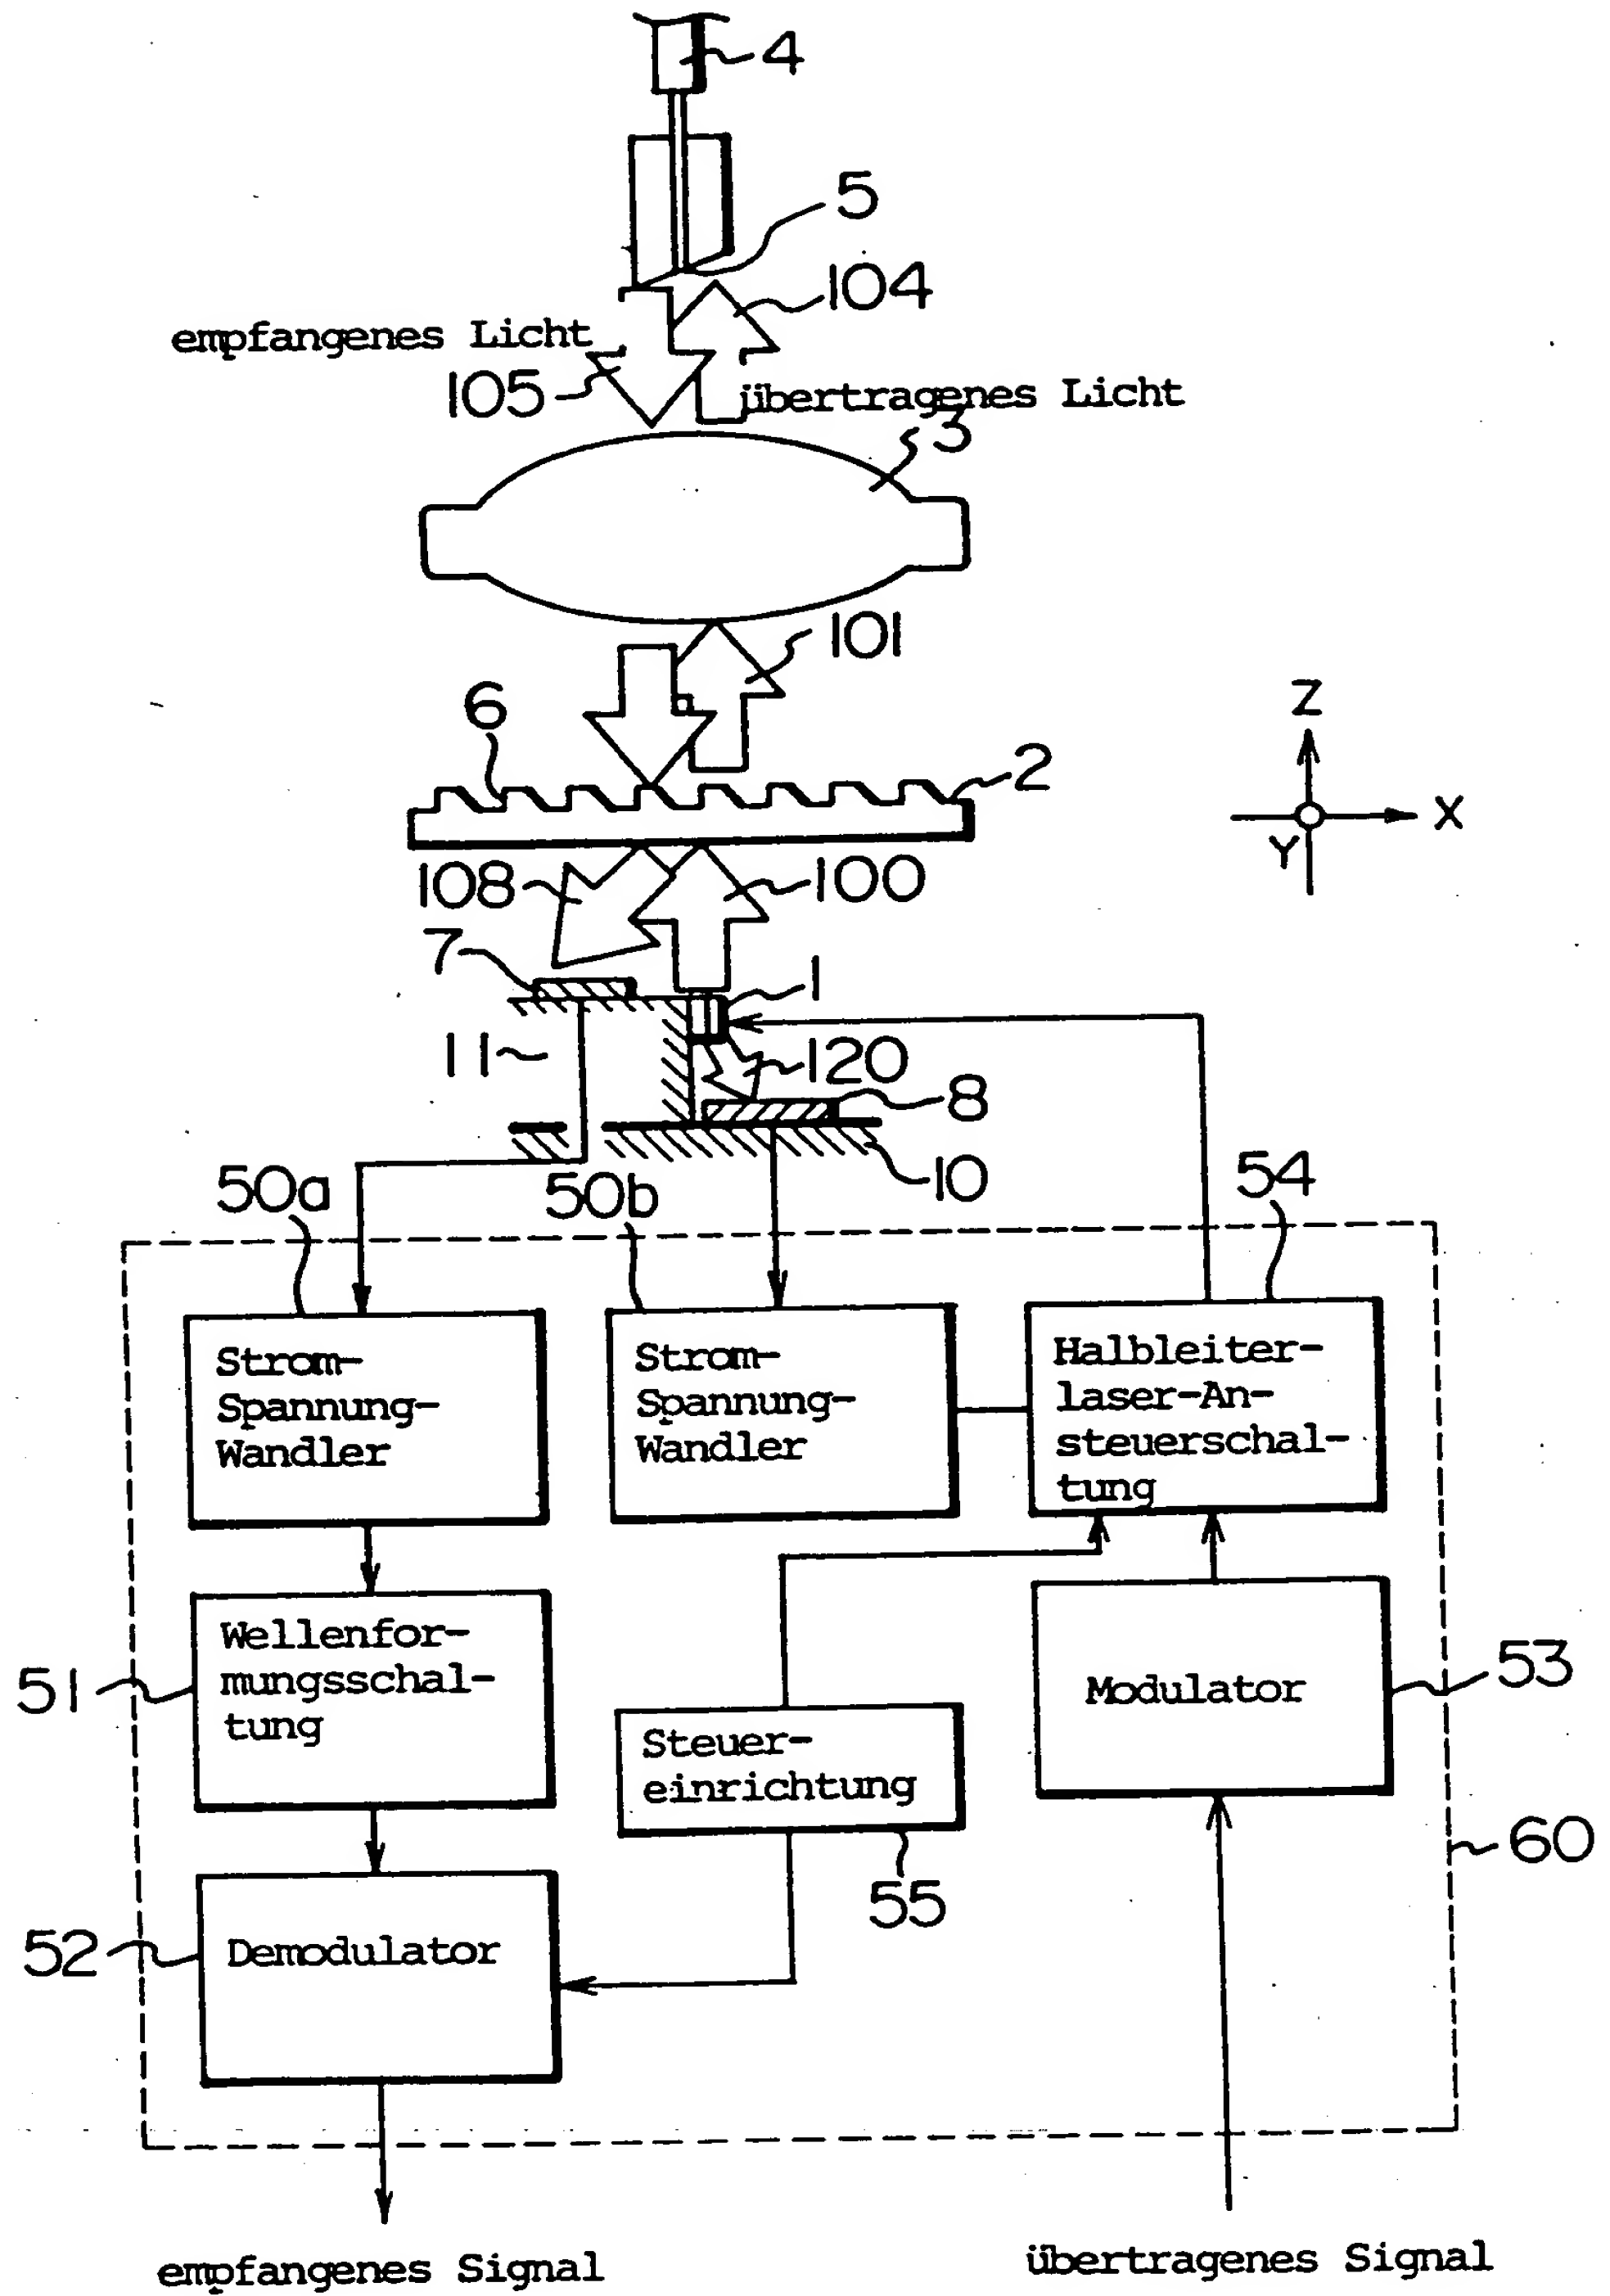 4
5
104
empfangenes Licht
105
übertragenes Licht
3
101
6
2
Z
X
Y
108
100
7
1
11
120
8
10
50a
50b
54
Strom-
Spannung-
Wandler
Strom-
Spannung-
Wandler
Halbleiter-
laser-An-
steuerschal-
tung
Wellenfor-
mungsschal-
tung
51
Modulator
53
Steuer-
einrichtung
55
60
Demodulator
52
empfangenes Signal
übertragenes Signal